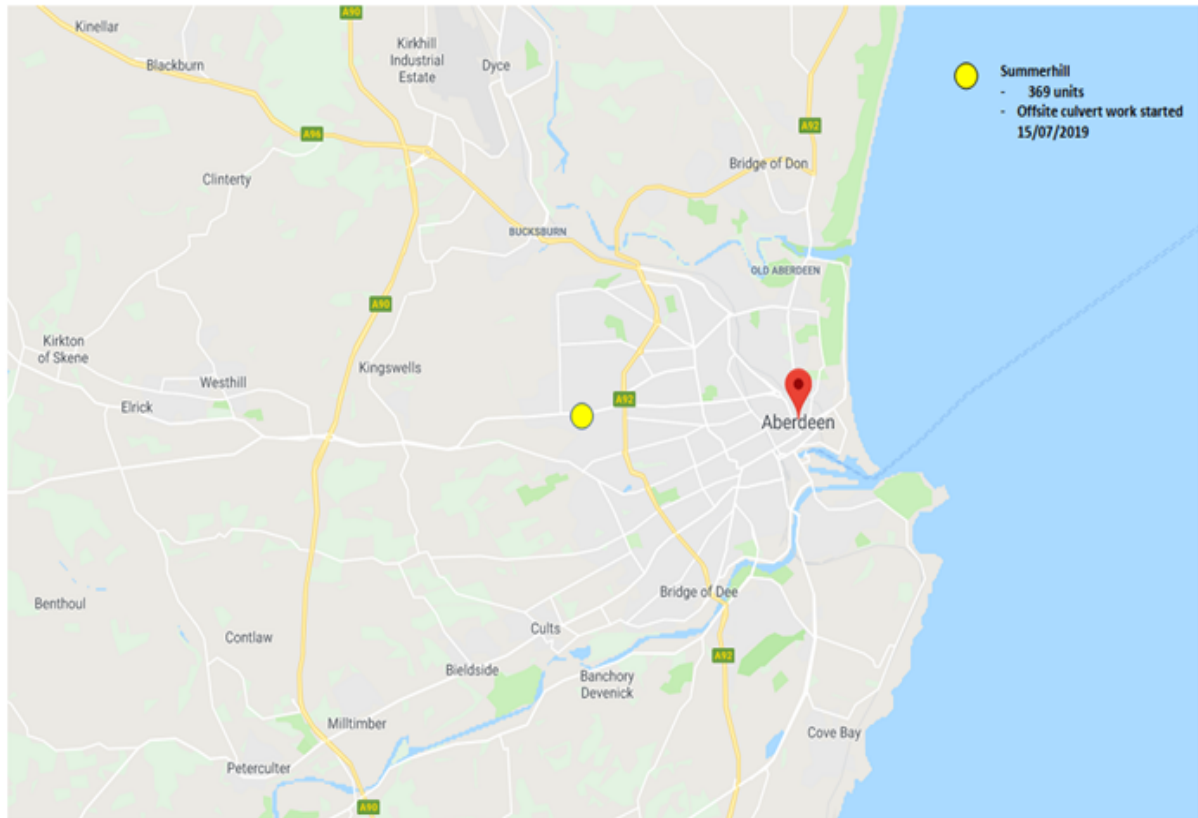 Kinellar
A90
Kirkhill
Industrial
Estate
Dyce
Blackburn
Summerhill
- 369 units
- Offsite culvert work started
15/07/2019
A96
A92
Clinterty
Bridge of Don
BUCKSBURN
OLD ABERDEEN
A90
Kirkton
of Skene
Westhill
Kingswells
Elrick
A92
Aberdeen
Benthoul
Bridge of Dee
Contlaw
Cults
Bieldside
A92
Banchory
Devenick
Milltimber
Cove Bay
Peterculter
A90